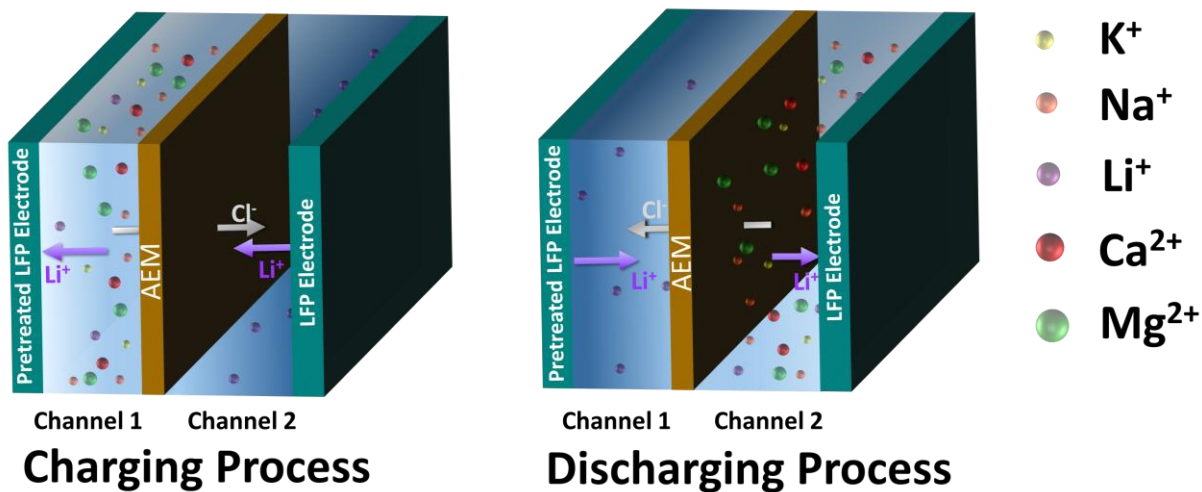 Pretreated LFP Electrode
Li⁺
AEM
Cl⁻
Li⁺
LFP Electrode
Channel 1
Channel 2
Charging Process
Pretreated LFP Electrode
Li⁺
Cl⁻
AEM
Li⁺
LFP Electrode
Channel 1
Channel 2
Discharging Process
K⁺
Na⁺
Li⁺
Ca²⁺
Mg²⁺